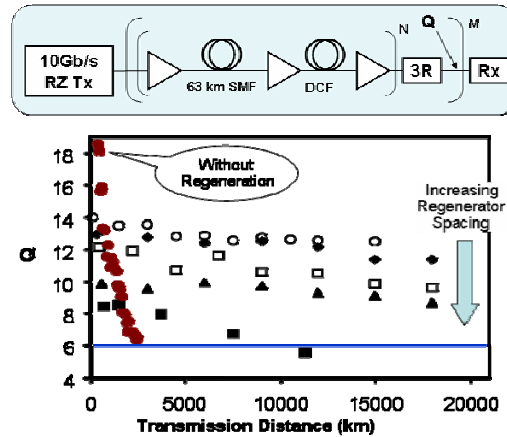 10Gb/s
RZ Tx
63 km SMF
DCF
N
Q
M
3R
Rx
Without
Regeneration
Increasing
Regenerator
Spacing
Q
18
16
14
12
10
8
6
4
0
5000
10000
15000
20000
Transmission Distance (km)